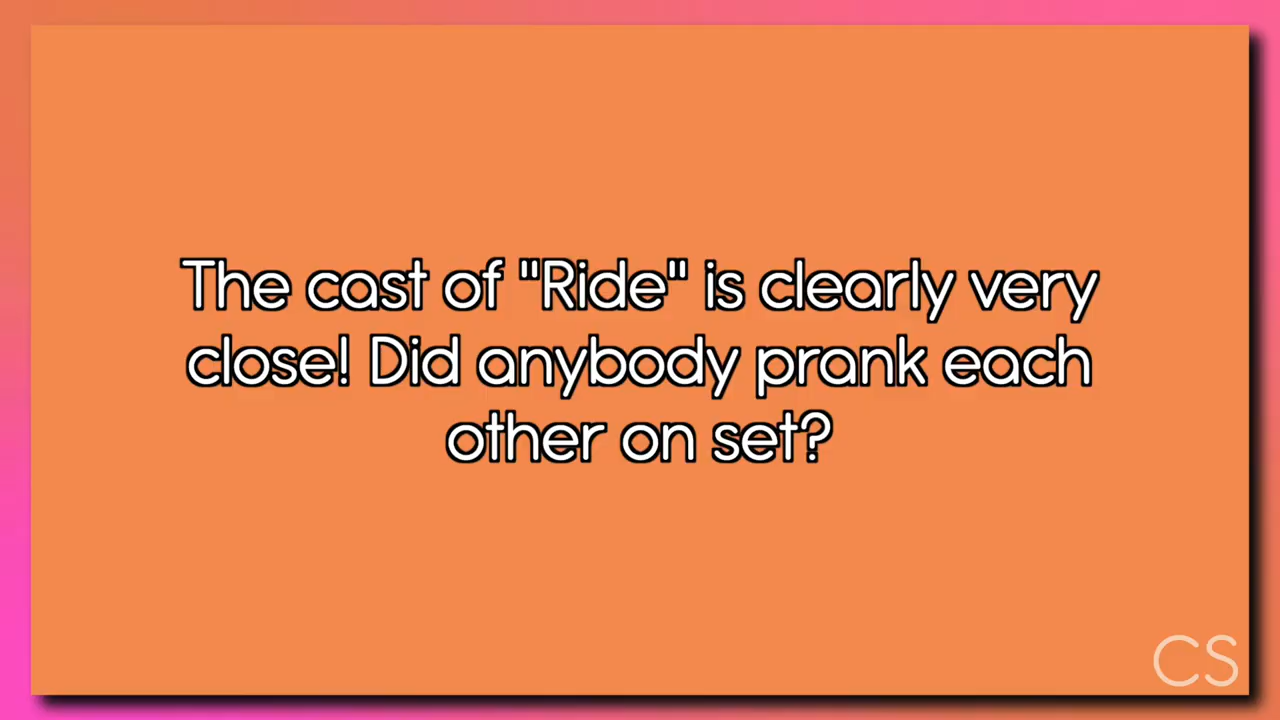 The cast of "Ride" is clearly very
close! Did anybody prank each
other on set?
CS